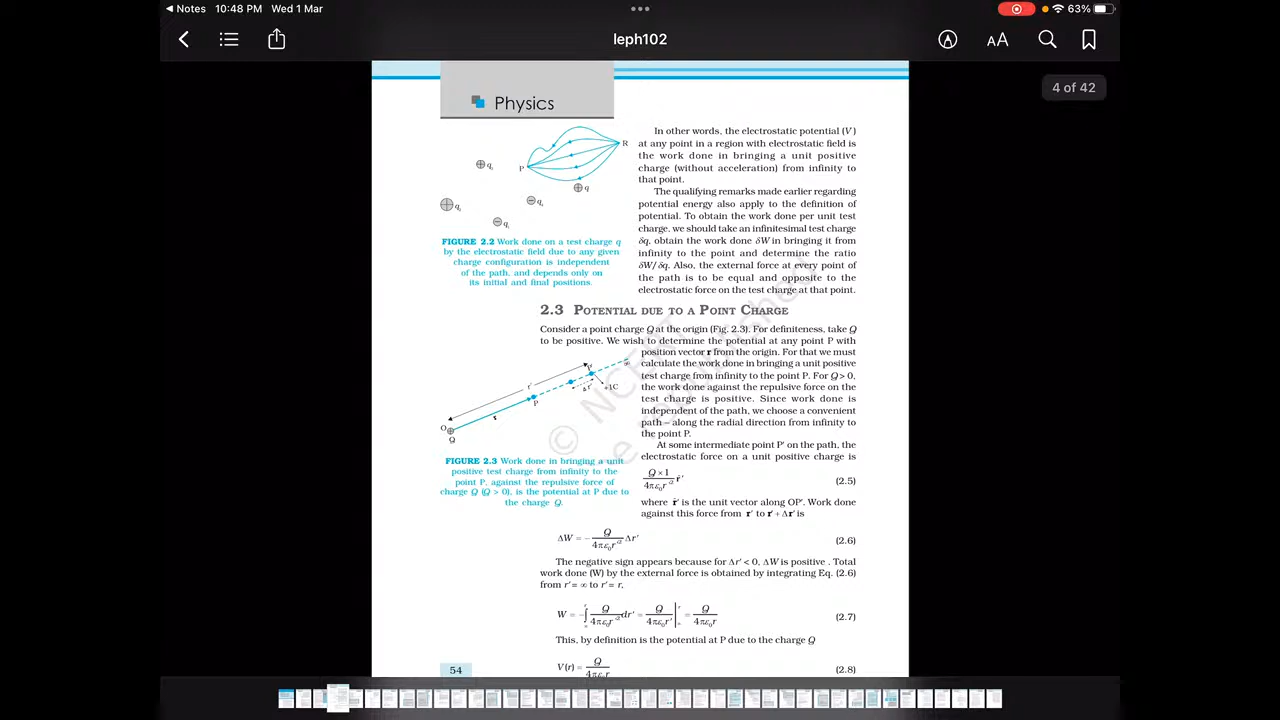 Notes 10:48 PM Wed 1 Mar
63%
leph102
AA
4 of 42
Physics
R
P
q
FIGURE 2.2 Work done on a test charge q
by the electrostatic field due to any given
charge configuration is independent
of the path, and depends only on
its initial and final positions.
In other words, the electrostatic potential (V)
at any point in a region with electrostatic field is
the work done in bringing a unit positive
charge (without acceleration) from infinity to
that point.
The qualifying remarks made earlier regarding
potential energy also apply to the definition of
potential. To obtain the work done per unit test
charge, we should take an infinitesimal test charge
δq, obtain the work done δW in bringing it from
infinity to the point and determine the ratio
δW/δq. Also, the external force at every point of
the path is to be equal and opposite to the
electrostatic force on the test charge at that point.
2.3 POTENTIAL DUE TO A POINT CHARGE
Consider a point charge Q at the origin (Fig. 2.3). For definiteness, take Q
to be positive. We wish to determine the potential at any point P with
position vector r from the origin. For that we must
calculate the work done in bringing a unit positive
test charge from infinity to the point P. For Q > 0,
the work done against the repulsive force on the
test charge is positive. Since work done is
independent of the path, we choose a convenient
path – along the radial direction from infinity to
the point P.
At some intermediate point P′ on the path, the
electrostatic force on a unit positive charge is
Q × 1 / 4πε₀r′² r̂′ (2.5)
where r̂′ is the unit vector along OP′. Work done
against this force from r′ to r′ + Δr′ is
∞
P′
r′
Δr′
+1C
P
r
O
Q
FIGURE 2.3 Work done in bringing a unit
positive test charge from infinity to the
point P, against the repulsive force of
charge Q (Q > 0), is the potential at P due to
the charge Q.
ΔW = − Q / 4πε₀r′² Δr′ (2.6)
The negative sign appears because for Δr′ < 0, ΔW is positive . Total
work done (W) by the external force is obtained by integrating Eq. (2.6)
from r′ = ∞ to r′ = r,
W = −∫∞^r Q / 4πε₀r′² dr′ = Q / 4πε₀r′ |∞^r = Q / 4πε₀r (2.7)
This, by definition is the potential at P due to the charge Q
V(r) = Q / 4πε₀r (2.8)
54
© NCERT